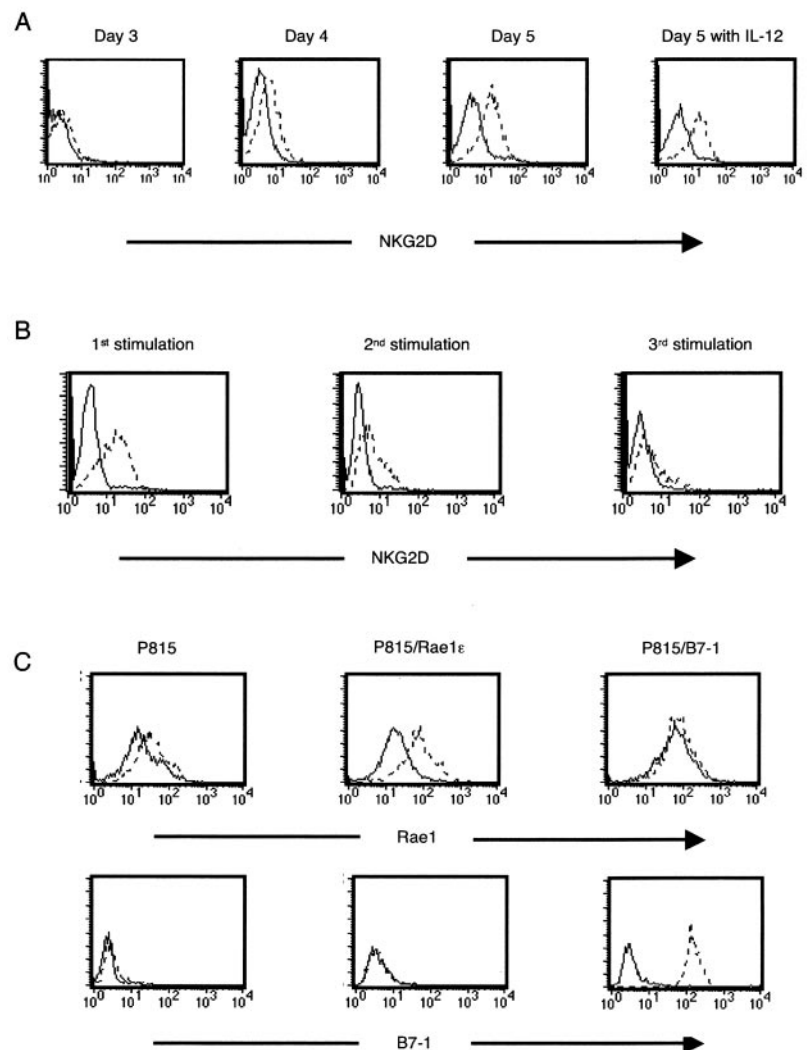 A
Day 3 Day 4 Day 5 Day 5 with IL-12
10⁰ 10¹ 10² 10³ 10⁴ 10⁰ 10¹ 10² 10³ 10⁴ 10⁰ 10¹ 10² 10³ 10⁴ 10⁰ 10¹ 10² 10³ 10⁴
NKG2D
B
1st stimulation 2nd stimulation 3rd stimulation
10⁰ 10¹ 10² 10³ 10⁴ 10⁰ 10¹ 10² 10³ 10⁴ 10⁰ 10¹ 10² 10³ 10⁴
NKG2D
C
P815 P815/Rae1ε P815/B7-1
10⁰ 10¹ 10² 10³ 10⁴ 10⁰ 10¹ 10² 10³ 10⁴ 10⁰ 10¹ 10² 10³ 10⁴
Rae1
10⁰ 10¹ 10² 10³ 10⁴ 10⁰ 10¹ 10² 10³ 10⁴ 10⁰ 10¹ 10² 10³ 10⁴
B7-1